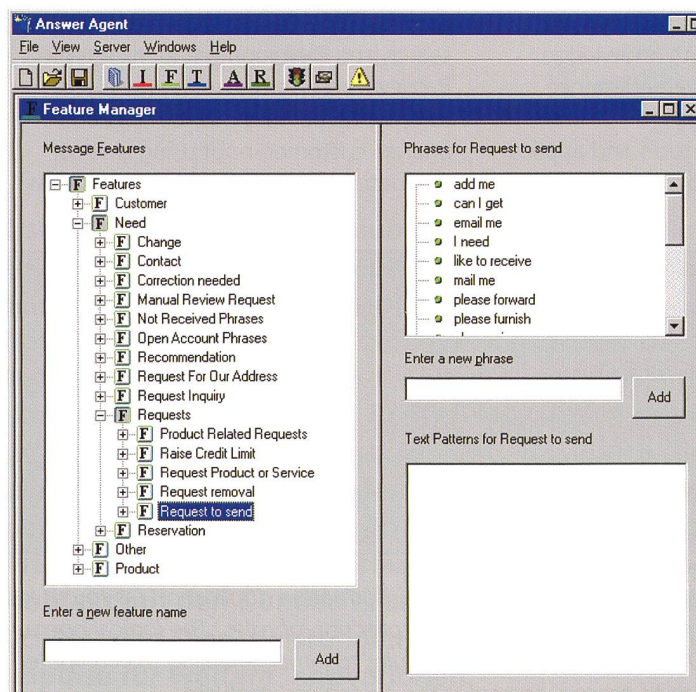 Answer Agent
File View Server Windows Help
I F T A R
F Feature Manager
Message Features
F Features
F Customer
F Need
F Change
F Contact
F Correction needed
F Manual Review Request
F Not Received Phrases
F Open Account Phrases
F Recommendation
F Request For Our Address
F Request Inquiry
F Requests
F Product Related Requests
F Raise Credit Limit
F Request Product or Service
F Request removal
F Request to send
F Reservation
F Other
F Product
Enter a new feature name
Add
Phrases for Request to send
add me
can I get
email me
I need
like to receive
mail me
please forward
please furnish
Enter a new phrase
Add
Text Patterns for Request to send